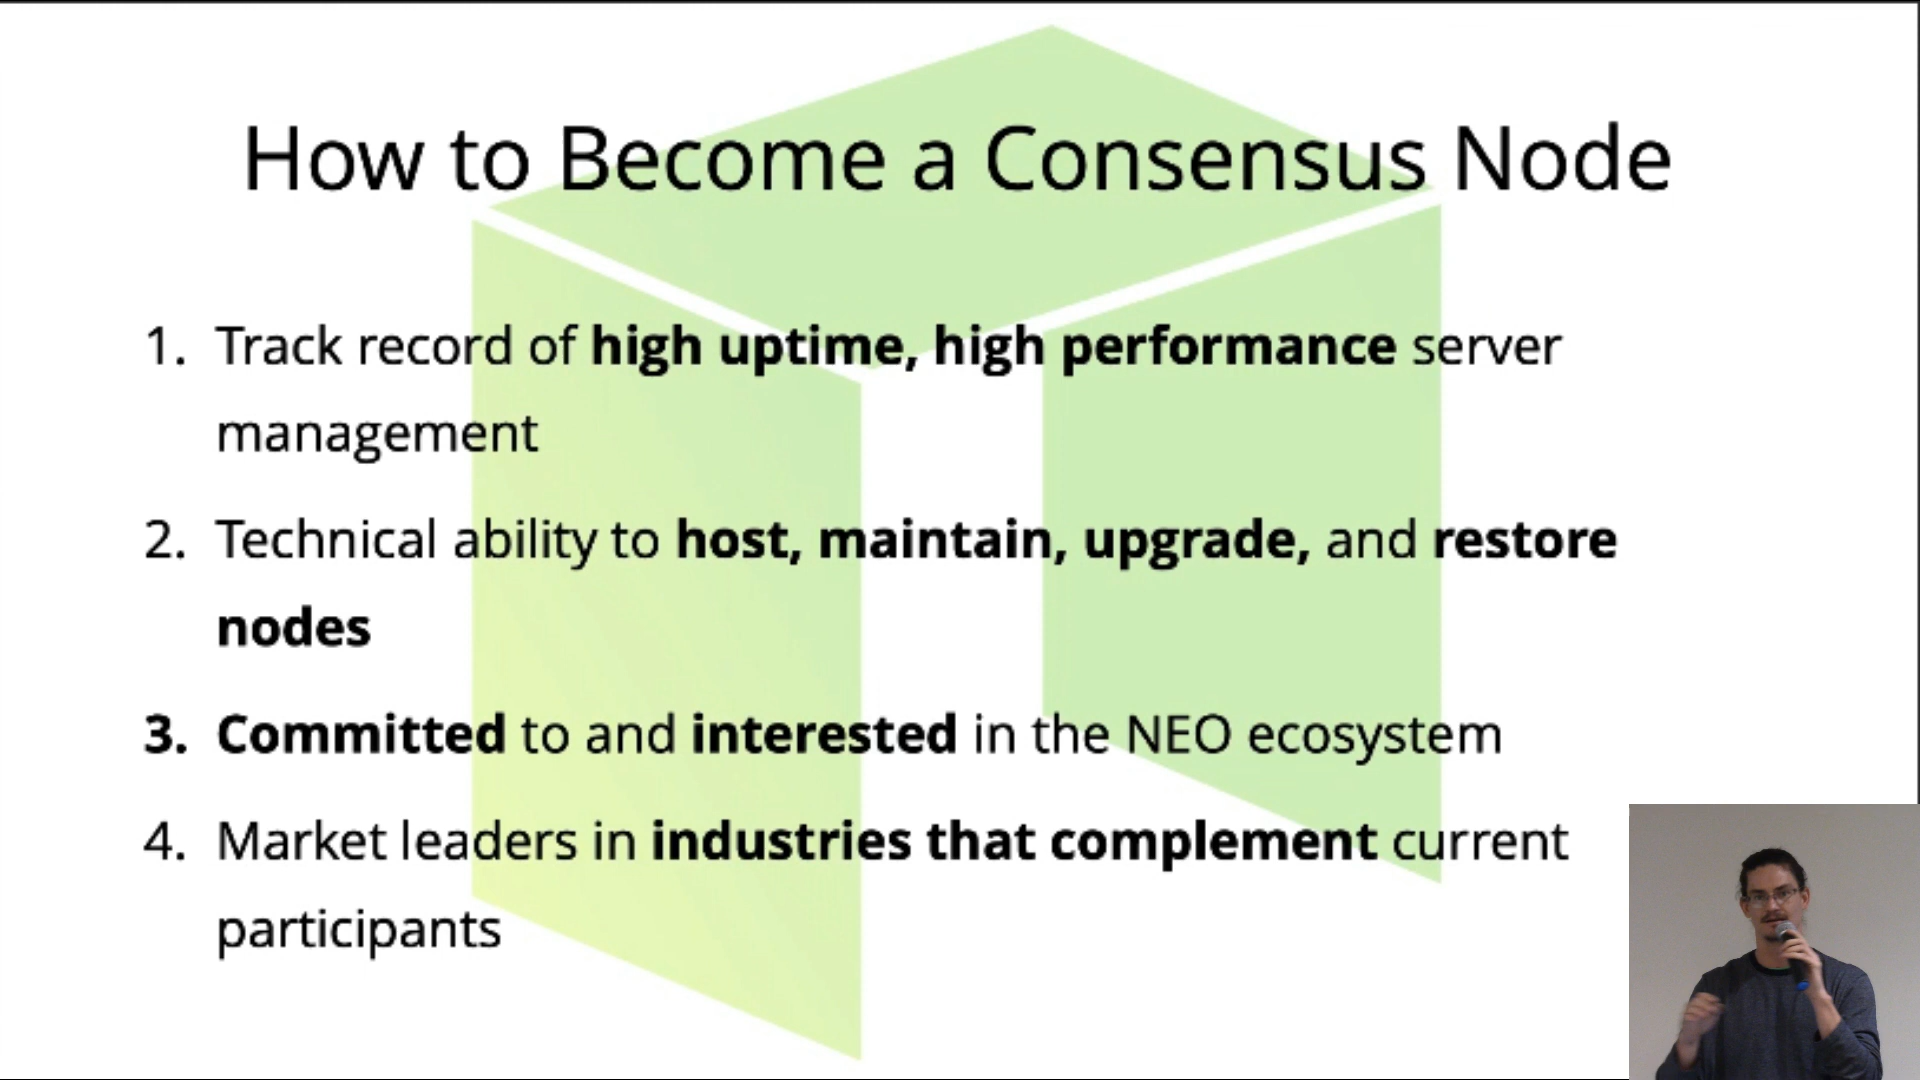 How to Become a Consensus Node
1. Track record of high uptime, high performance server
management
2. Technical ability to host, maintain, upgrade, and restore
nodes
3. Committed to and interested in the NEO ecosystem
4. Market leaders in industries that complement current
participants